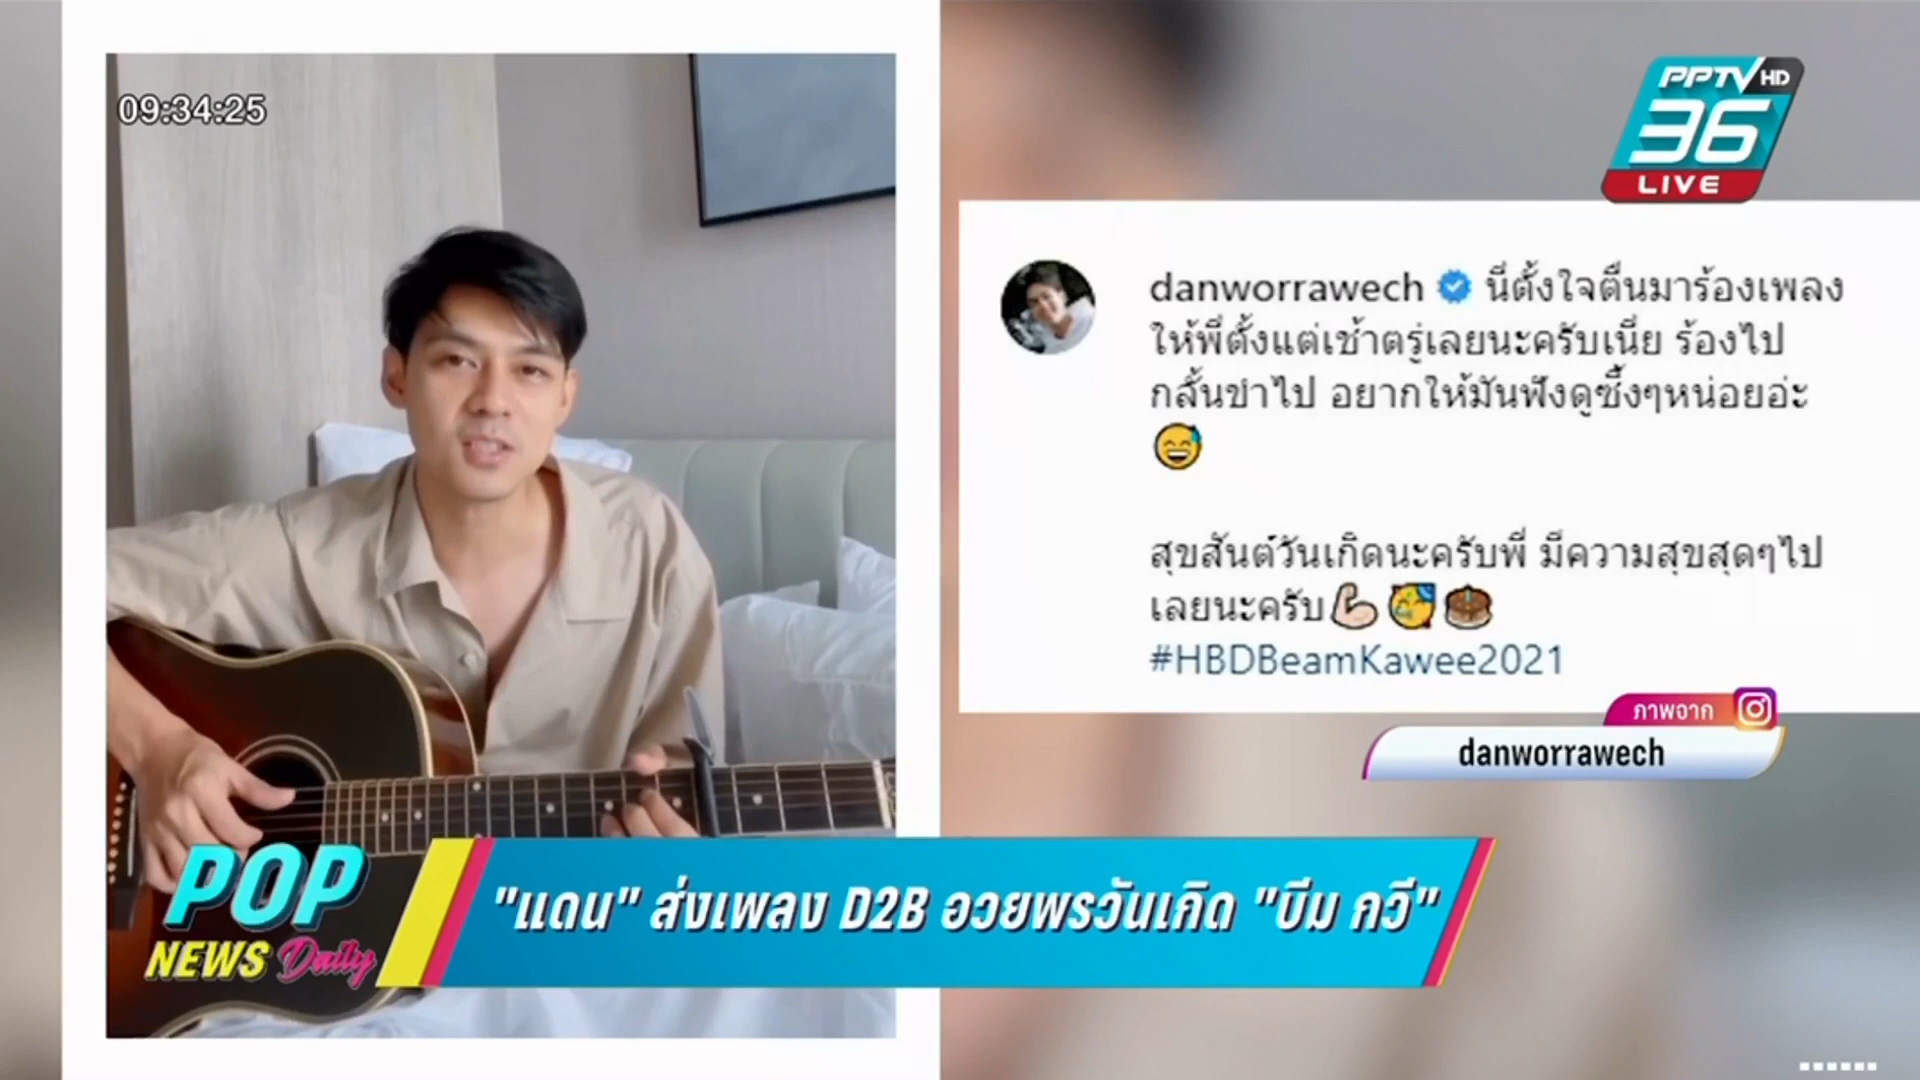 09:34:25
PPTV HD
36
LIVE
danworrawech นี่ตั้งใจตื่นมาร้องเพลง
ให้พี่ตั้งแต่เช้าตรู่เลยนะครับเนี่ย ร้องไป
กลั้นขำไป อยากให้มันฟังดูซึ้งๆหน่อยอ่ะ
😅
สุขสันต์วันเกิดนะครับพี่ มีความสุขสุดๆไป
เลยนะครับ💪🏻🥳🎂
#HBDBeamKawee2021
ภาพจาก
danworrawech
POP
NEWS Daily
"แดน" ส่งเพลง D2B อวยพรวันเกิด "บีม กวี"